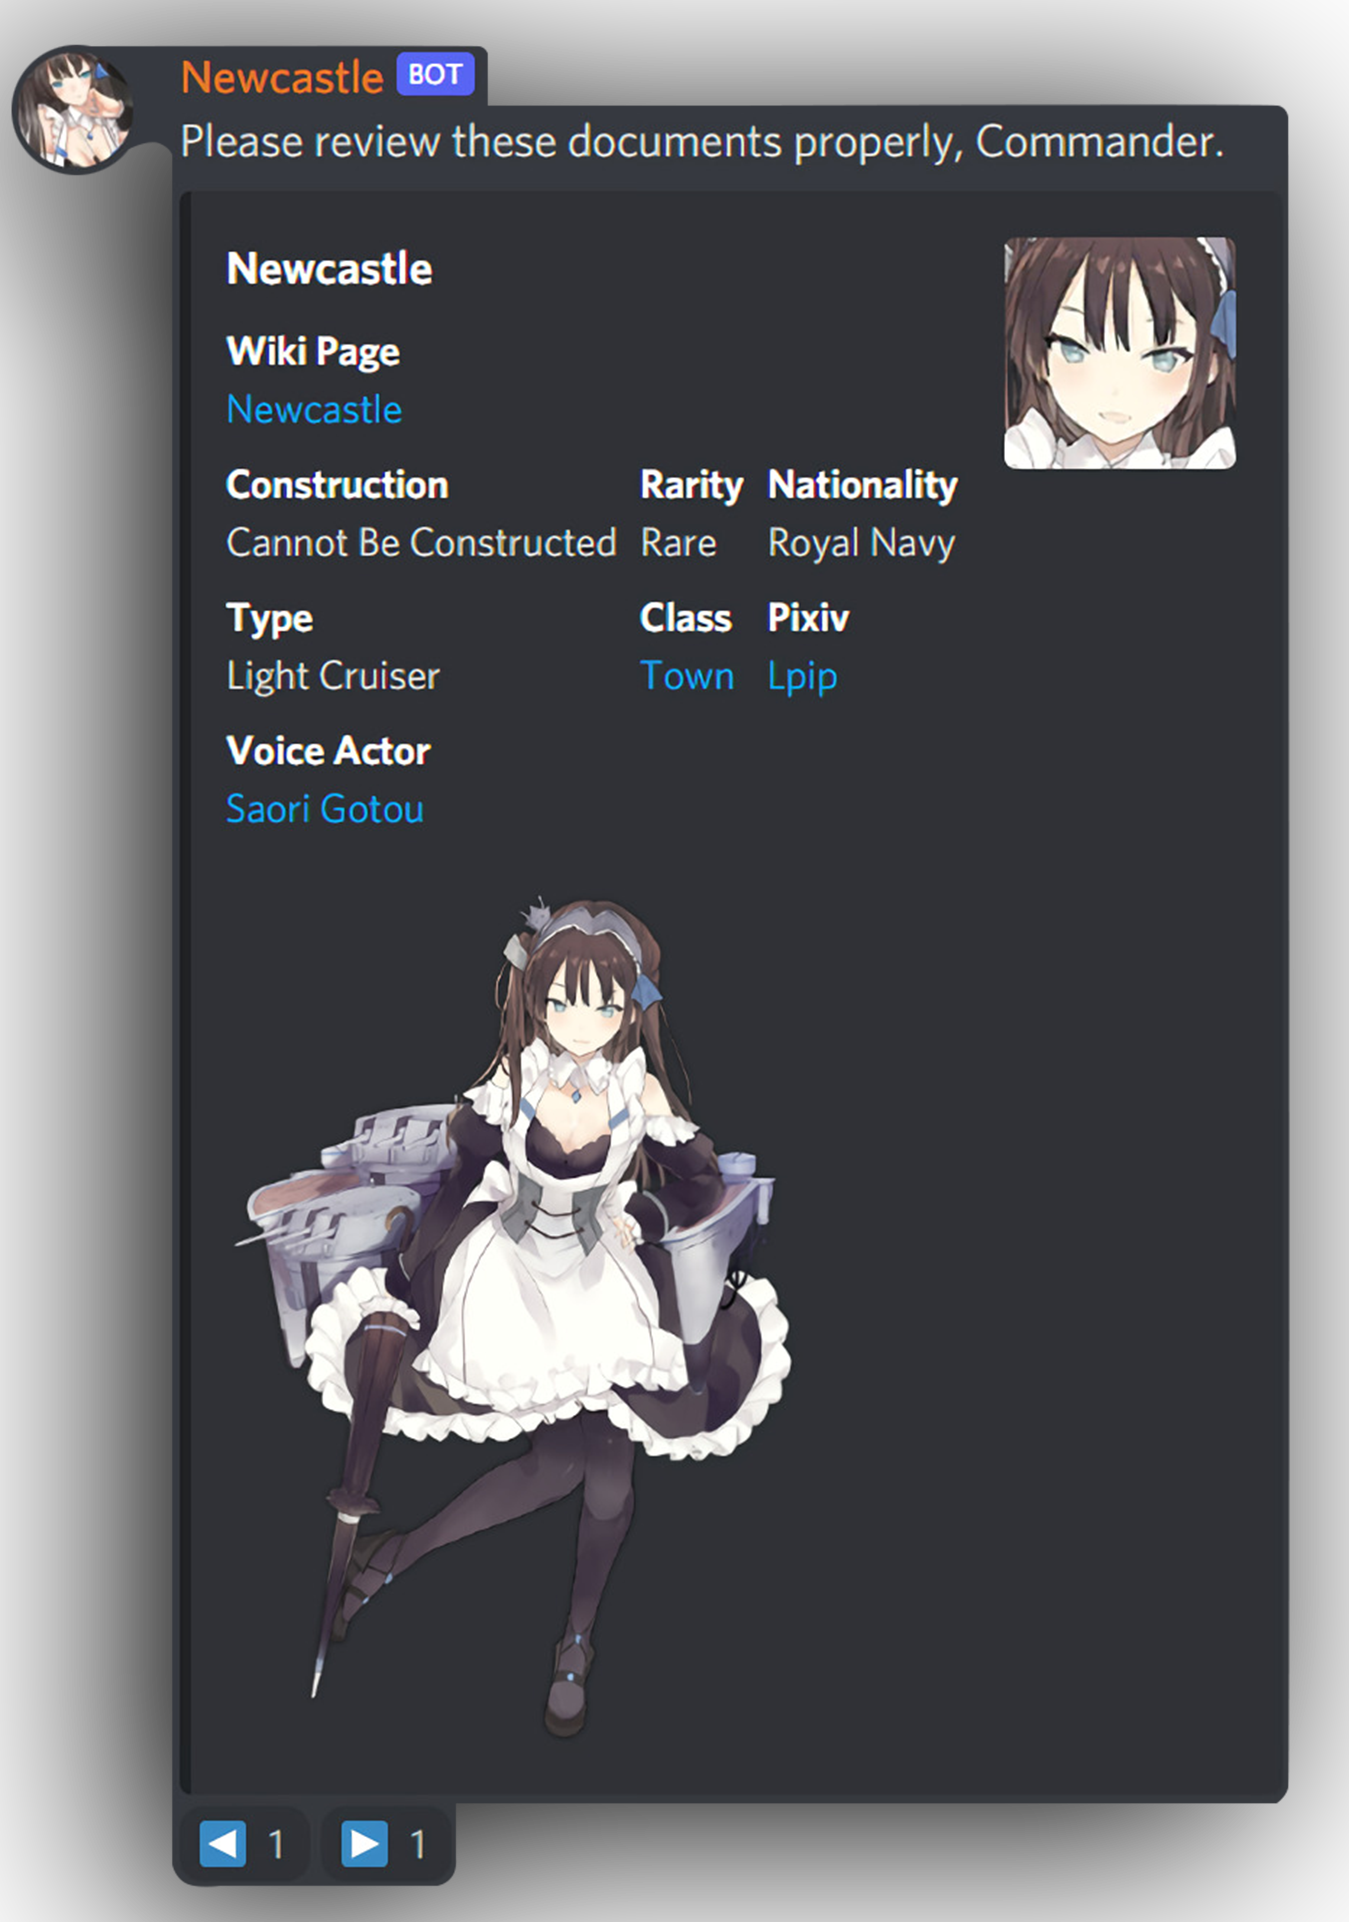 Newcastle BOT
Please review these documents properly, Commander.
Newcastle
Wiki Page
Newcastle
Construction Rarity Nationality
Cannot Be Constructed Rare Royal Navy
Type Class Pixiv
Light Cruiser Town Lpip
Voice Actor
Saori Gotou
1 1